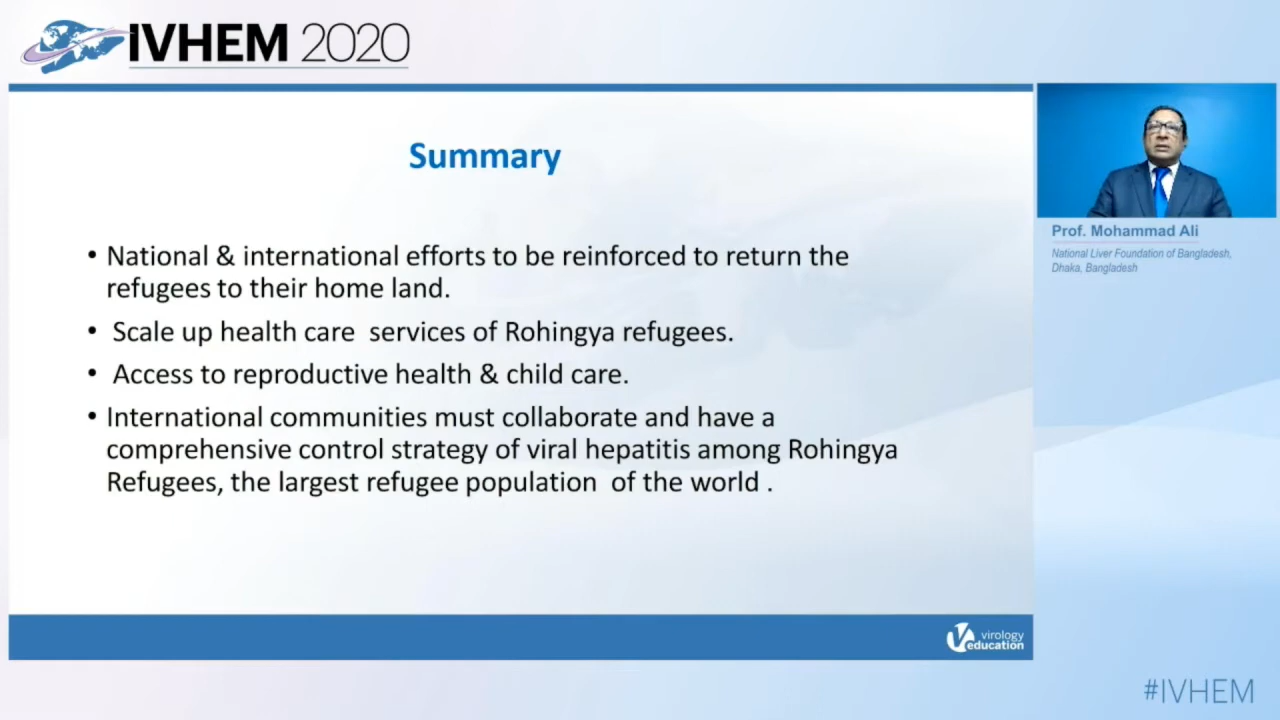 IVHEM 2020
Summary
• National & international efforts to be reinforced to return the
refugees to their home land.
• Scale up health care services of Rohingya refugees.
• Access to reproductive health & child care.
• International communities must collaborate and have a
comprehensive control strategy of viral hepatitis among Rohingya
Refugees, the largest refugee population of the world .
Prof. Mohammad Ali
National Liver Foundation of Bangladesh,
Dhaka, Bangladesh
virology
education
#IVHEM